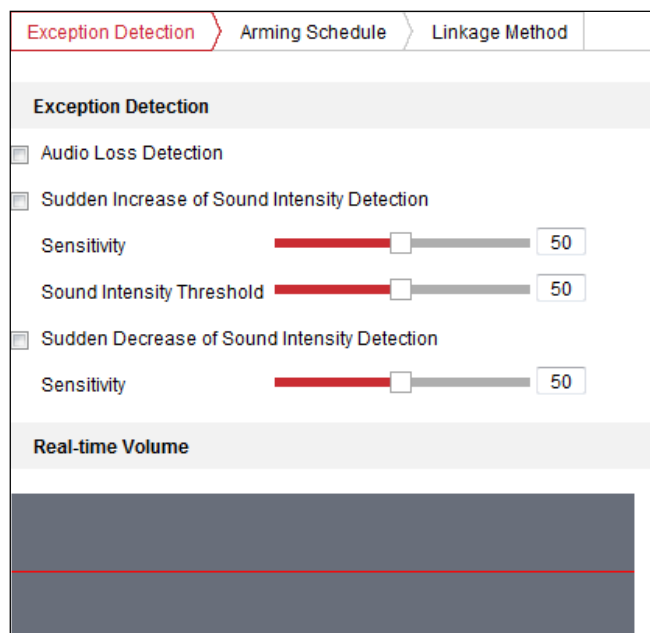 Exception Detection Arming Schedule Linkage Method
Exception Detection
Audio Loss Detection
Sudden Increase of Sound Intensity Detection
Sensitivity 50
Sound Intensity Threshold 50
Sudden Decrease of Sound Intensity Detection
Sensitivity 50
Real-time Volume